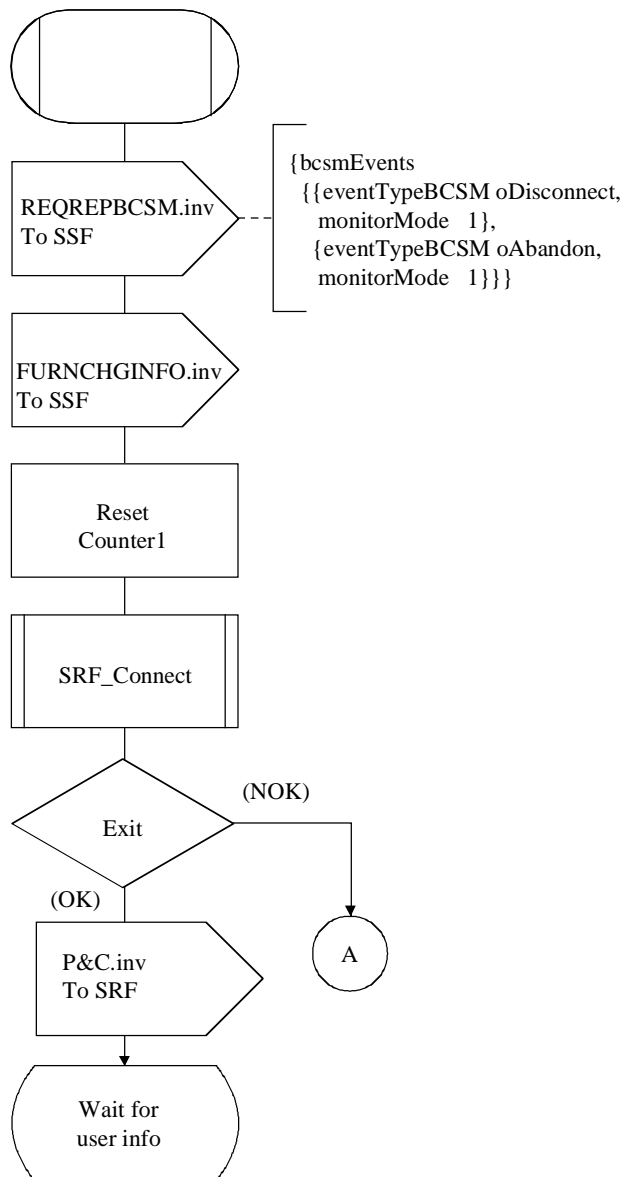 REQREPBCSM.inv
To SSF
{bcsmEvents
{{eventTypeBCSM oDisconnect,
monitorMode 1},
{eventTypeBCSM oAbandon,
monitorMode 1}}}
FURNCHGINFO.inv
To SSF
Reset
Counter1
SRF_Connect
Exit
(NOK)
(OK)
A
P&C.inv
To SRF
Wait for
user info